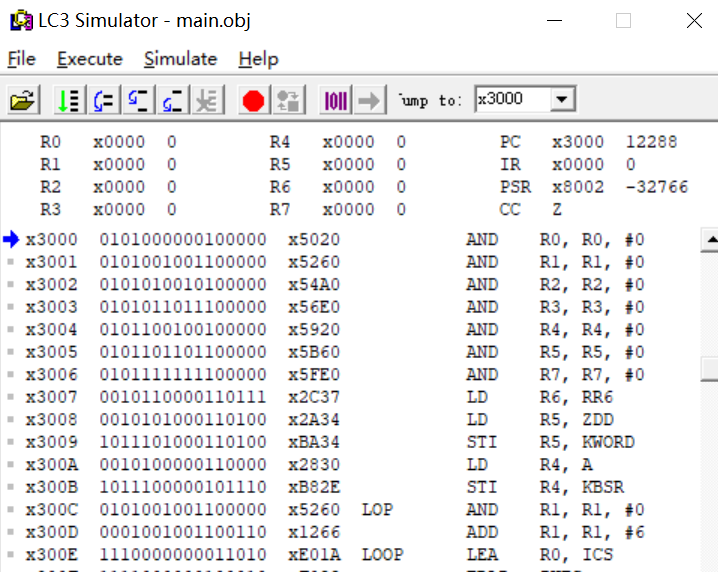 LC3 Simulator - main.obj
File Execute Simulate Help
Jump to: x3000
R0 x0000 0 R4 x0000 0 PC x3000 12288
R1 x0000 0 R5 x0000 0 IR x0000 0
R2 x0000 0 R6 x0000 0 PSR x8002 -32766
R3 x0000 0 R7 x0000 0 CC Z
x3000 0101000000100000 x5020 AND R0, R0, #0
x3001 0101001001100000 x5260 AND R1, R1, #0
x3002 0101010010100000 x54A0 AND R2, R2, #0
x3003 0101011011100000 x56E0 AND R3, R3, #0
x3004 0101100100100000 x5920 AND R4, R4, #0
x3005 0101101101100000 x5B60 AND R5, R5, #0
x3006 0101111111100000 x5FE0 AND R7, R7, #0
x3007 0010110000110111 x2C37 LD R6, RR6
x3008 0010101000110100 x2A34 LD R5, ZDD
x3009 1011101000110100 xBA34 STI R5, KWORD
x300A 0010100000110000 x2830 LD R4, A
x300B 1011100000101110 xB82E STI R4, KBSR
x300C 0101001001100000 x5260 LOP AND R1, R1, #0
x300D 0001001001100110 x1266 ADD R1, R1, #6
x300E 1110000000011010 xE01A LOOP LEA R0, ICS